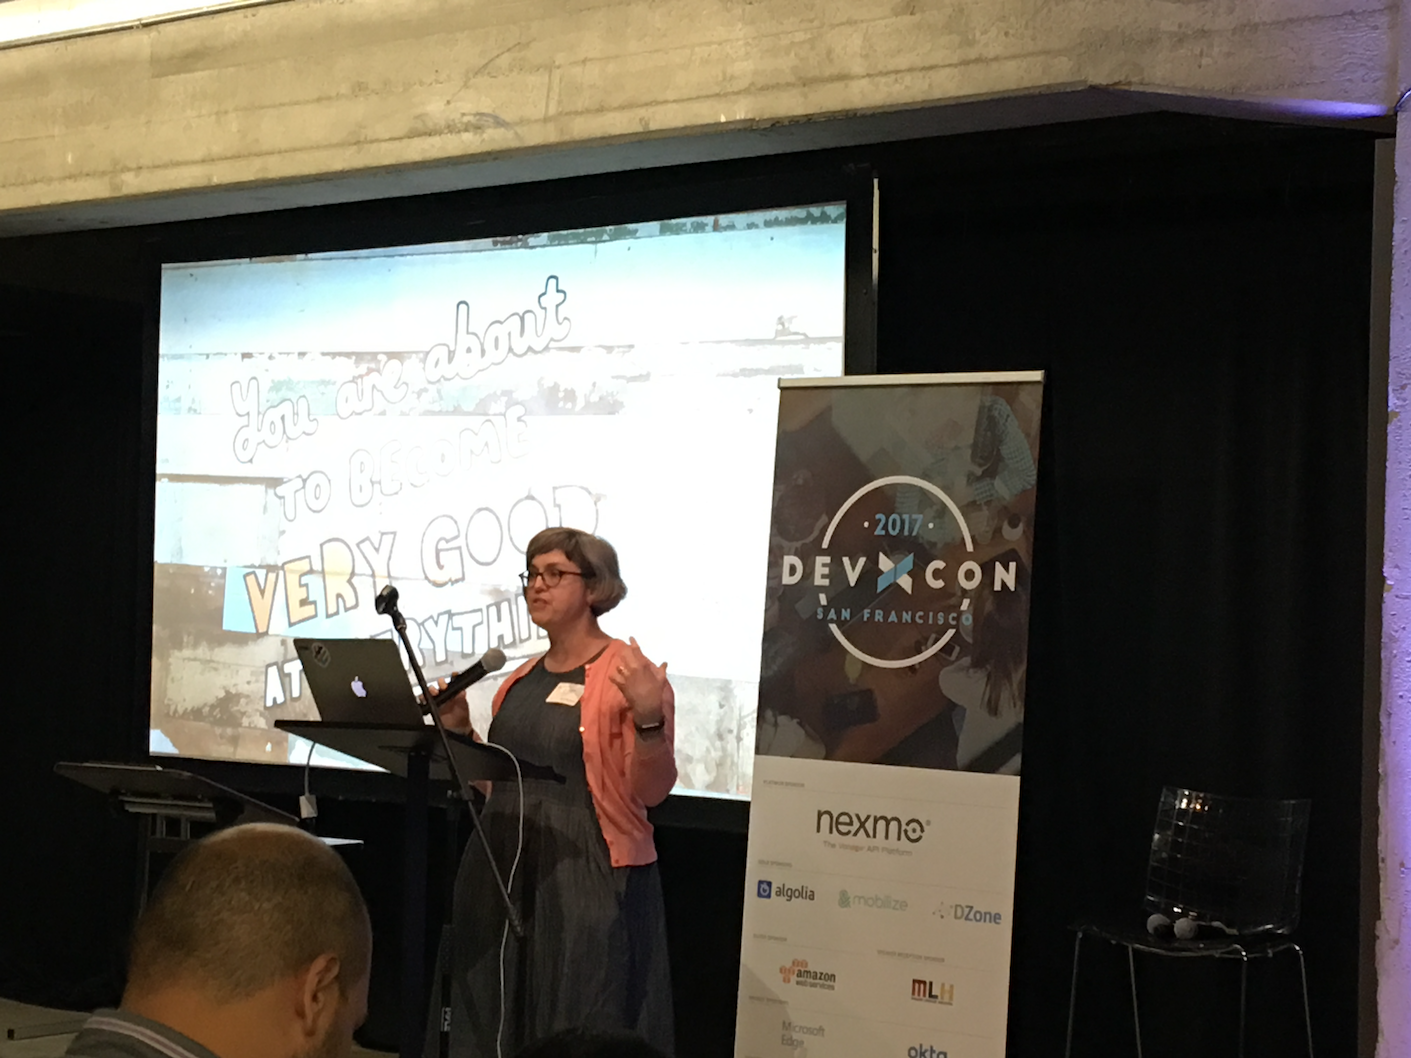 You are about
TO BECOME
VERY GOOD
AT
2017
DEV CON
SAN FRANCISCO
nexmo
The Vonage API Platform
algolia
mobilize
DZone
amazon
web services
MLH
Microsoft
Edge
okta